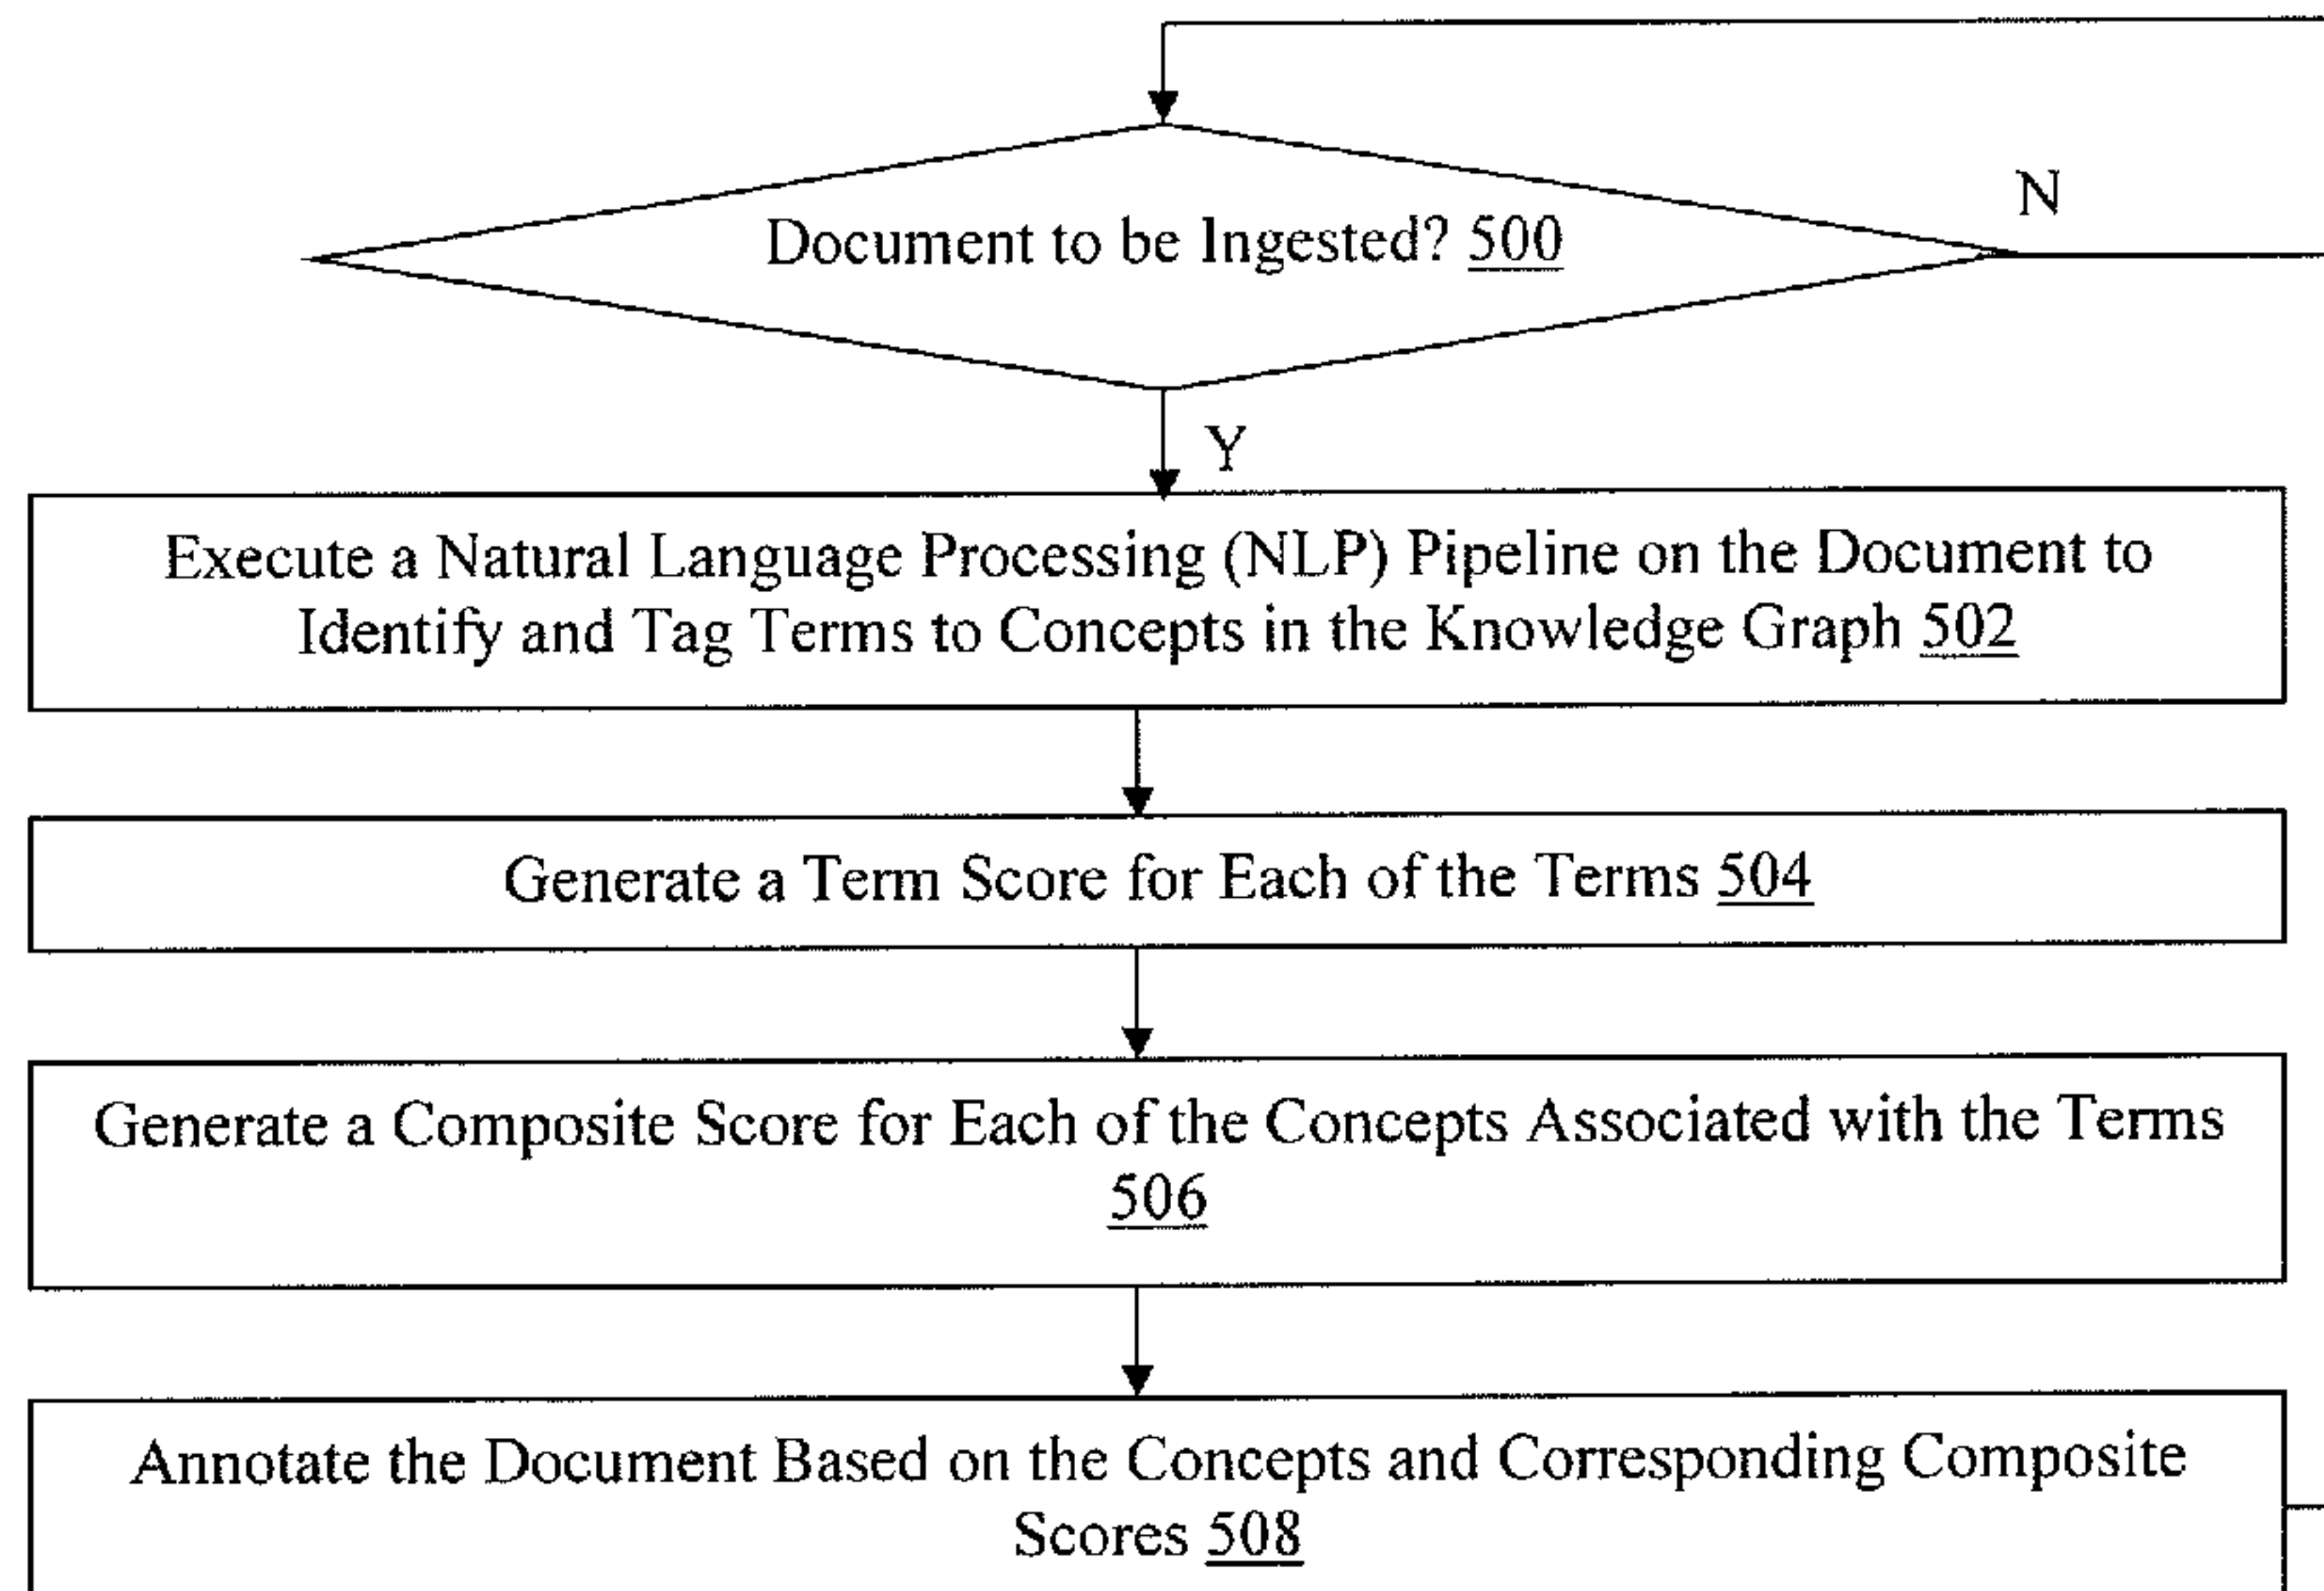 N
Document to be Ingested? 500
Y
Execute a Natural Language Processing (NLP) Pipeline on the Document to
Identify and Tag Terms to Concepts in the Knowledge Graph 502
Generate a Term Score for Each of the Terms 504
Generate a Composite Score for Each of the Concepts Associated with the Terms
506
Annotate the Document Based on the Concepts and Corresponding Composite
Scores 508